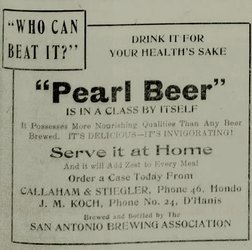 "WHO CAN
BEAT IT?"
DRINK IT FOR
YOUR HEALTH'S SAKE
"Pearl Beer"
IS IN A CLASS BY ITSELF
It Possesses More Nourishing Qualities Than Any Beer
Brewed. IT'S DELICIOUS—IT'S INVIGORATING!
Serve it at Home
And it will Add Zest to Every Meal
Order a Case Today From
CALLAHAM & STIEGLER, Phone 46, Hondo
J. M. KOCH, Phone No. 24, D'Hanis
Brewed and Bottled by The
SAN ANTONIO BREWING ASSOCIATION